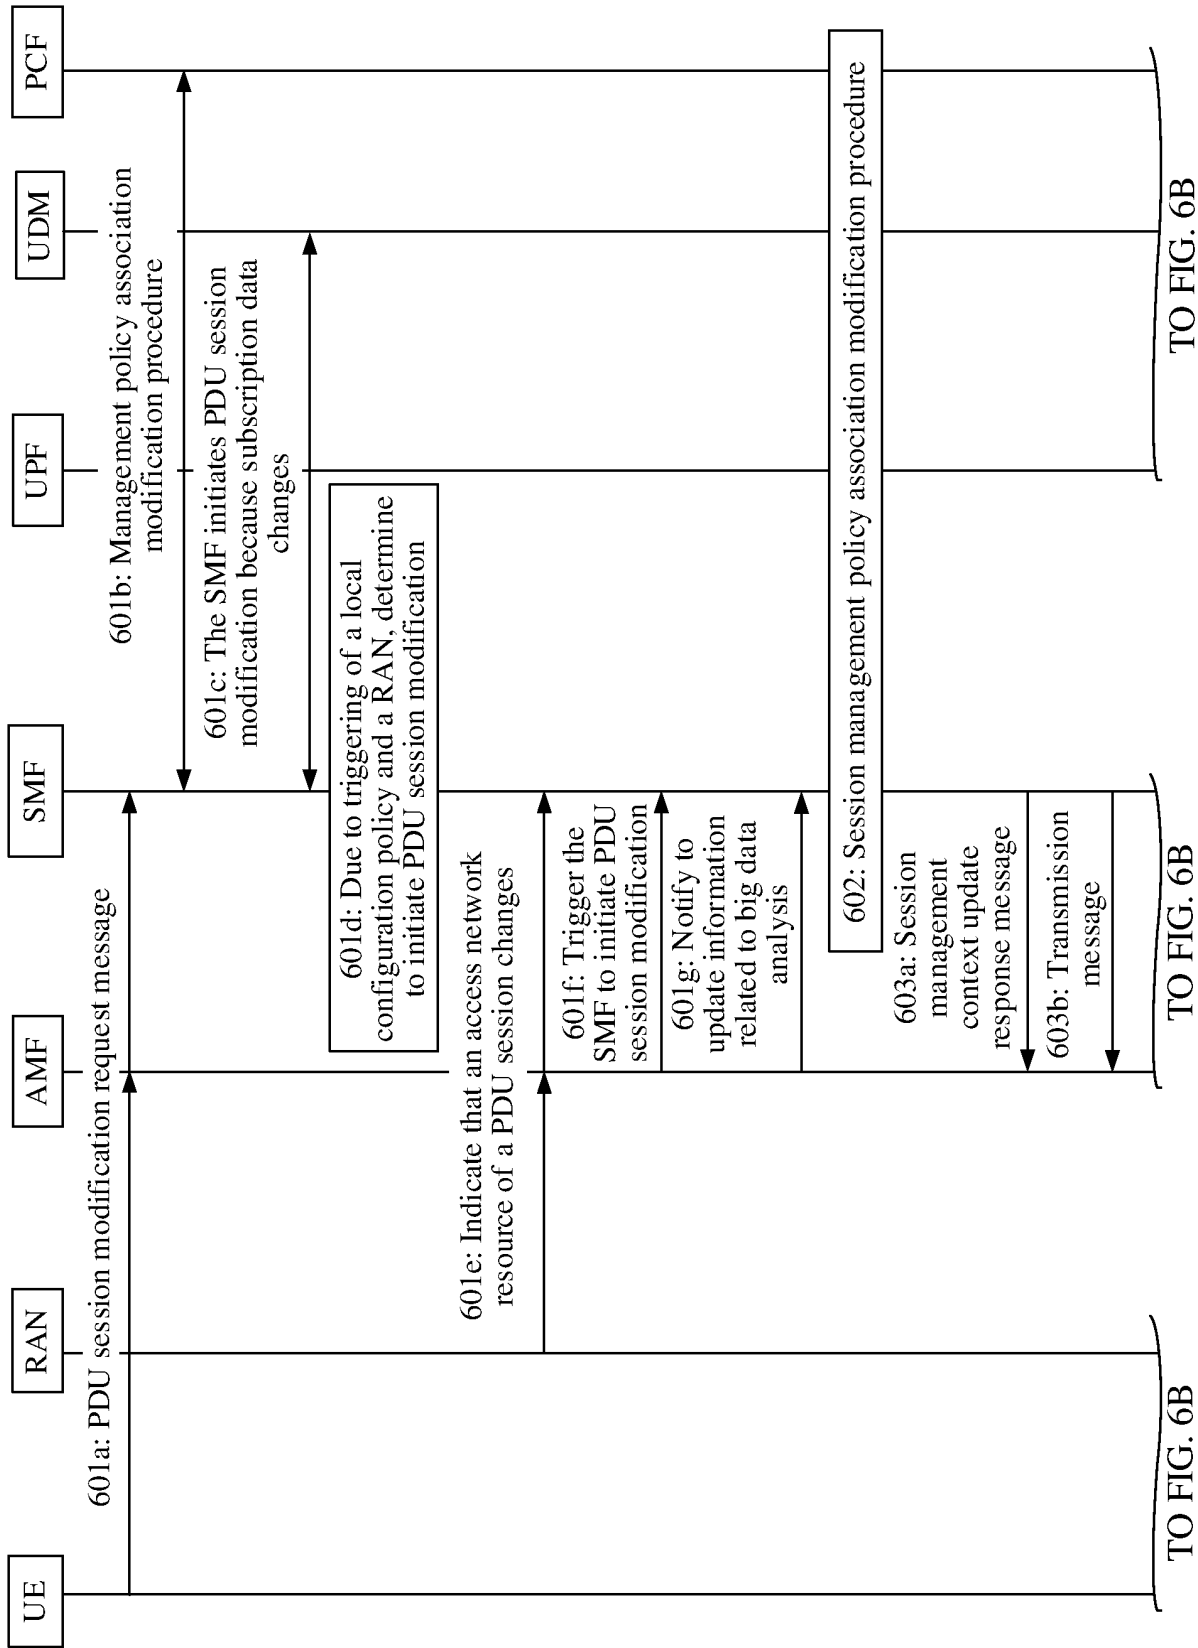 UE
RAN
AMF
SMF
UPF
UDM
PCF
601a: PDU session modification request message
601b: Management policy association
modification procedure
601c: The SMF initiates PDU session
modification because subscription data
changes
601d: Due to triggering of a local
configuration policy and a RAN, determine
to initiate PDU session modification
601e: Indicate that an access network
resource of a PDU session changes
601f: Trigger the
SMF to initiate PDU
session modification
601g: Notify to
update information
related to big data
analysis
602: Session management policy association modification procedure
603a: Session
management
context update
response message
603b: Transmission
message
TO FIG. 6B
TO FIG. 6B
TO FIG. 6B